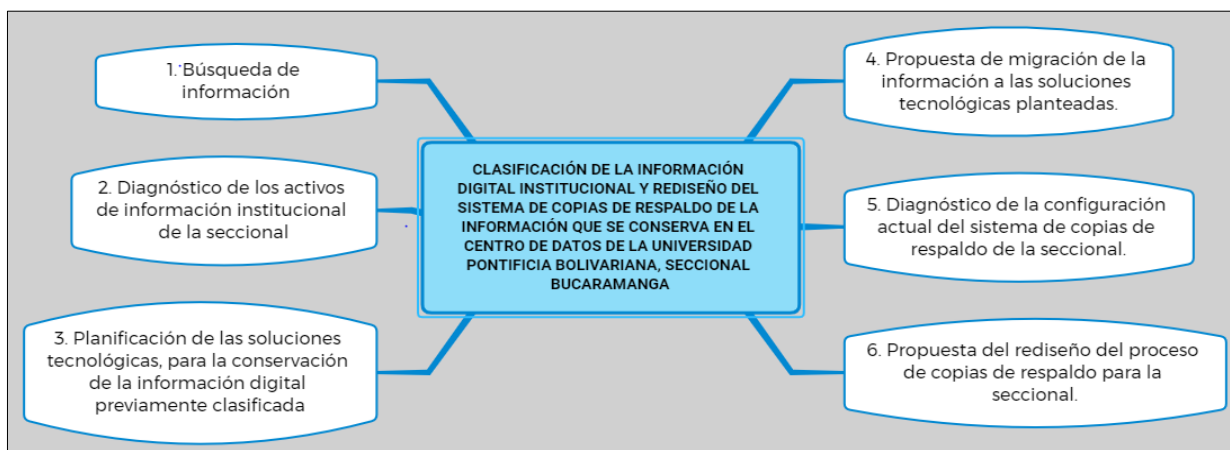 1. Búsqueda de
información
2. Diagnóstico de los activos
de información institucional
de la seccional
3. Planificación de las soluciones
tecnológicas, para la conservación
de la información digital
previamente clasificada
CLASIFICACIÓN DE LA INFORMACIÓN
DIGITAL INSTITUCIONAL Y REDISEÑO DEL
SISTEMA DE COPIAS DE RESPALDO DE LA
INFORMACIÓN QUE SE CONSERVA EN EL
CENTRO DE DATOS DE LA UNIVERSIDAD
PONTIFICIA BOLIVARIANA, SECCIONAL
BUCARAMANGA
4. Propuesta de migración de la
información a las soluciones
tecnológicas planteadas.
5. Diagnóstico de la configuración
actual del sistema de copias de
respaldo de la seccional.
6. Propuesta del rediseño del proceso
de copias de respaldo para la
seccional.